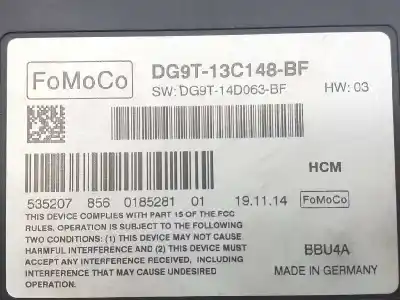 FoMoCo DG9T-13C148-BF
SW: DG9T-14D063-BF HW: 03
HCM
535207 856 0185281 01 19.11.14 FoMoCo
THIS DEVICE COMPLIES WITH PART 15 OF THE FCC
RULES, OPERATION IS SUBJECT TO THE FOLLOWING
TWO CONDITIONS: (1) THIS DEVICE MAY NOT CAUSE
HARMFUL INTERFERENCE AND (2) THIS DEVICE MUST
ACCEPT ANY INTERFERENCE RECEIVED, INCLUDING
INTERFERENCE THAT MAY CAUSE UNDESIRED
OPERATION.
BBU4A
MADE IN GERMANY